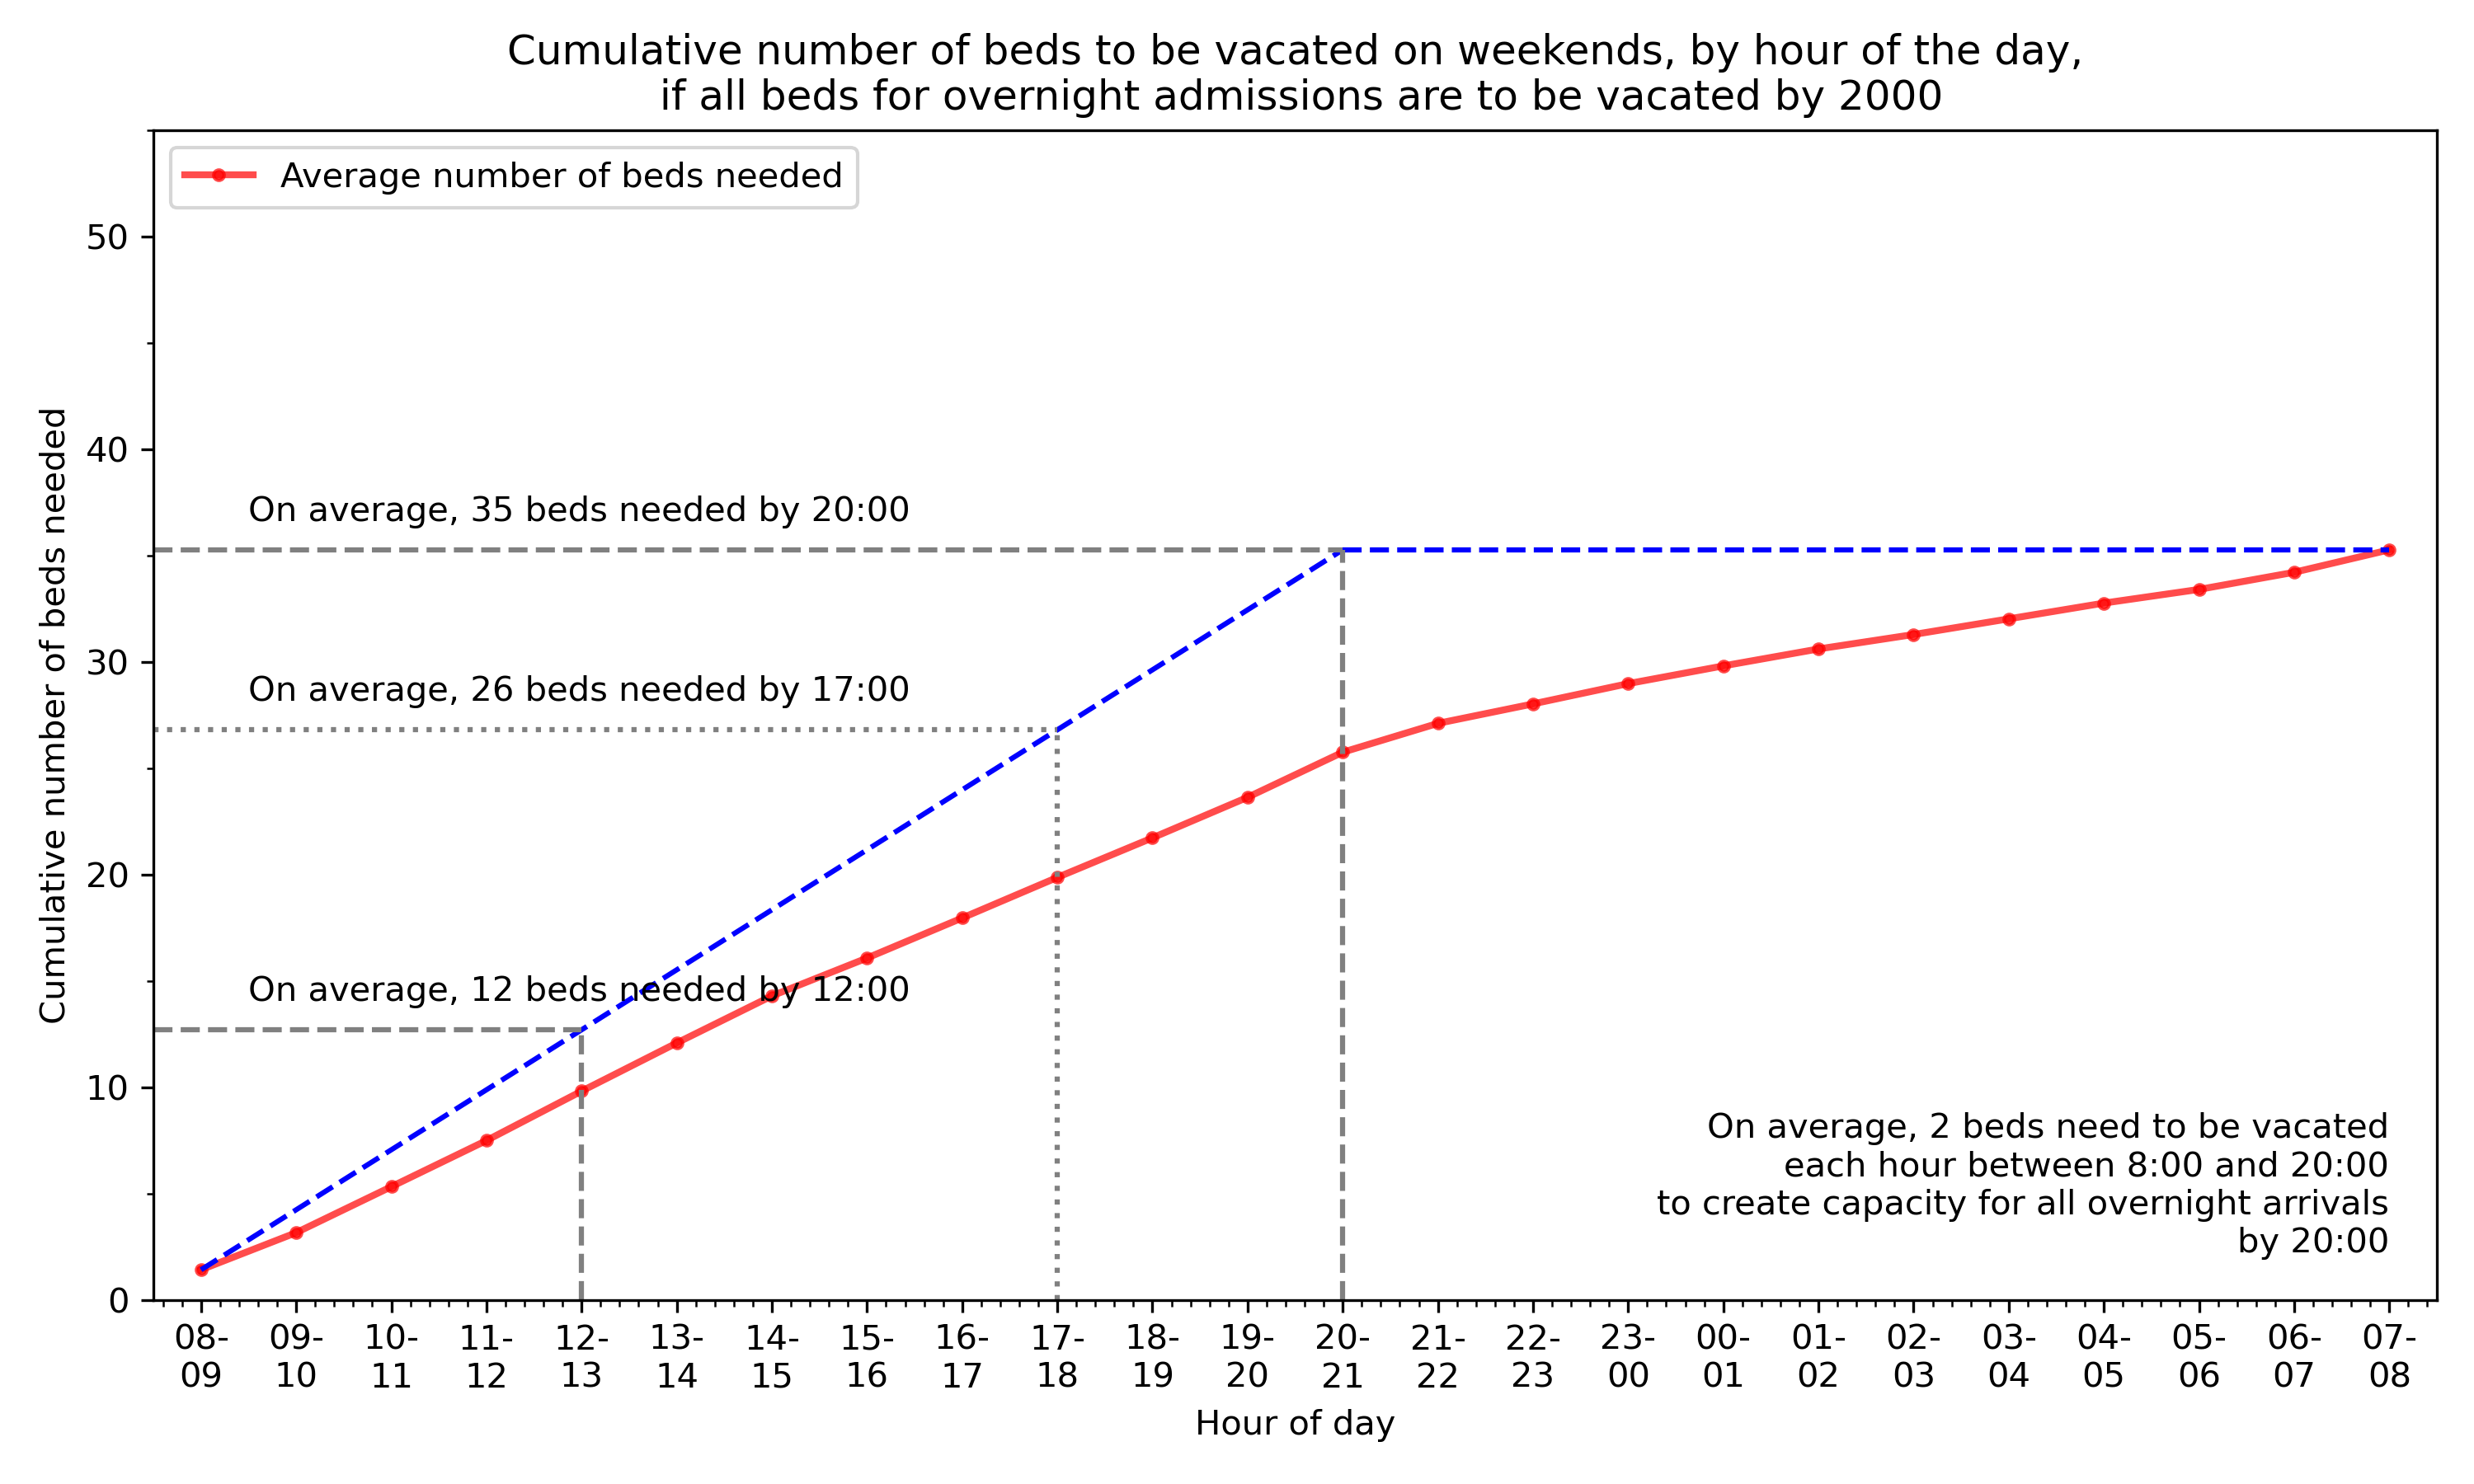 Cumulative number of beds to be vacated on weekends, by hour of the day,
if all beds for overnight admissions are to be vacated by 2000
Average number of beds needed
Cumulative number of beds needed
50
40
30
20
10
0
On average, 35 beds needed by 20:00
On average, 26 beds needed by 17:00
On average, 12 beds needed by 12:00
On average, 2 beds need to be vacated
each hour between 8:00 and 20:00
to create capacity for all overnight arrivals
by 20:00
08- 09- 10- 11- 12- 13- 14- 15- 16- 17- 18- 19- 20- 21- 22- 23- 00- 01- 02- 03- 04- 05- 06- 07-
09 10 11 12 13 14 15 16 17 18 19 20 21 22 23 00 01 02 03 04 05 06 07 08
Hour of day